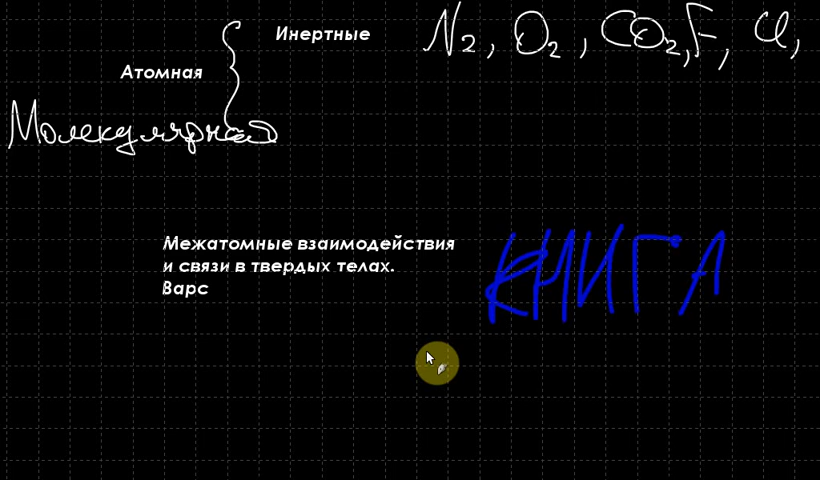 Инертные
N₂, O₂, CO₂, F, Cl,
Атомная
Молекулярная
Межатомные взаимодействия
и связи в твердых телах.
Варс
КНИГА